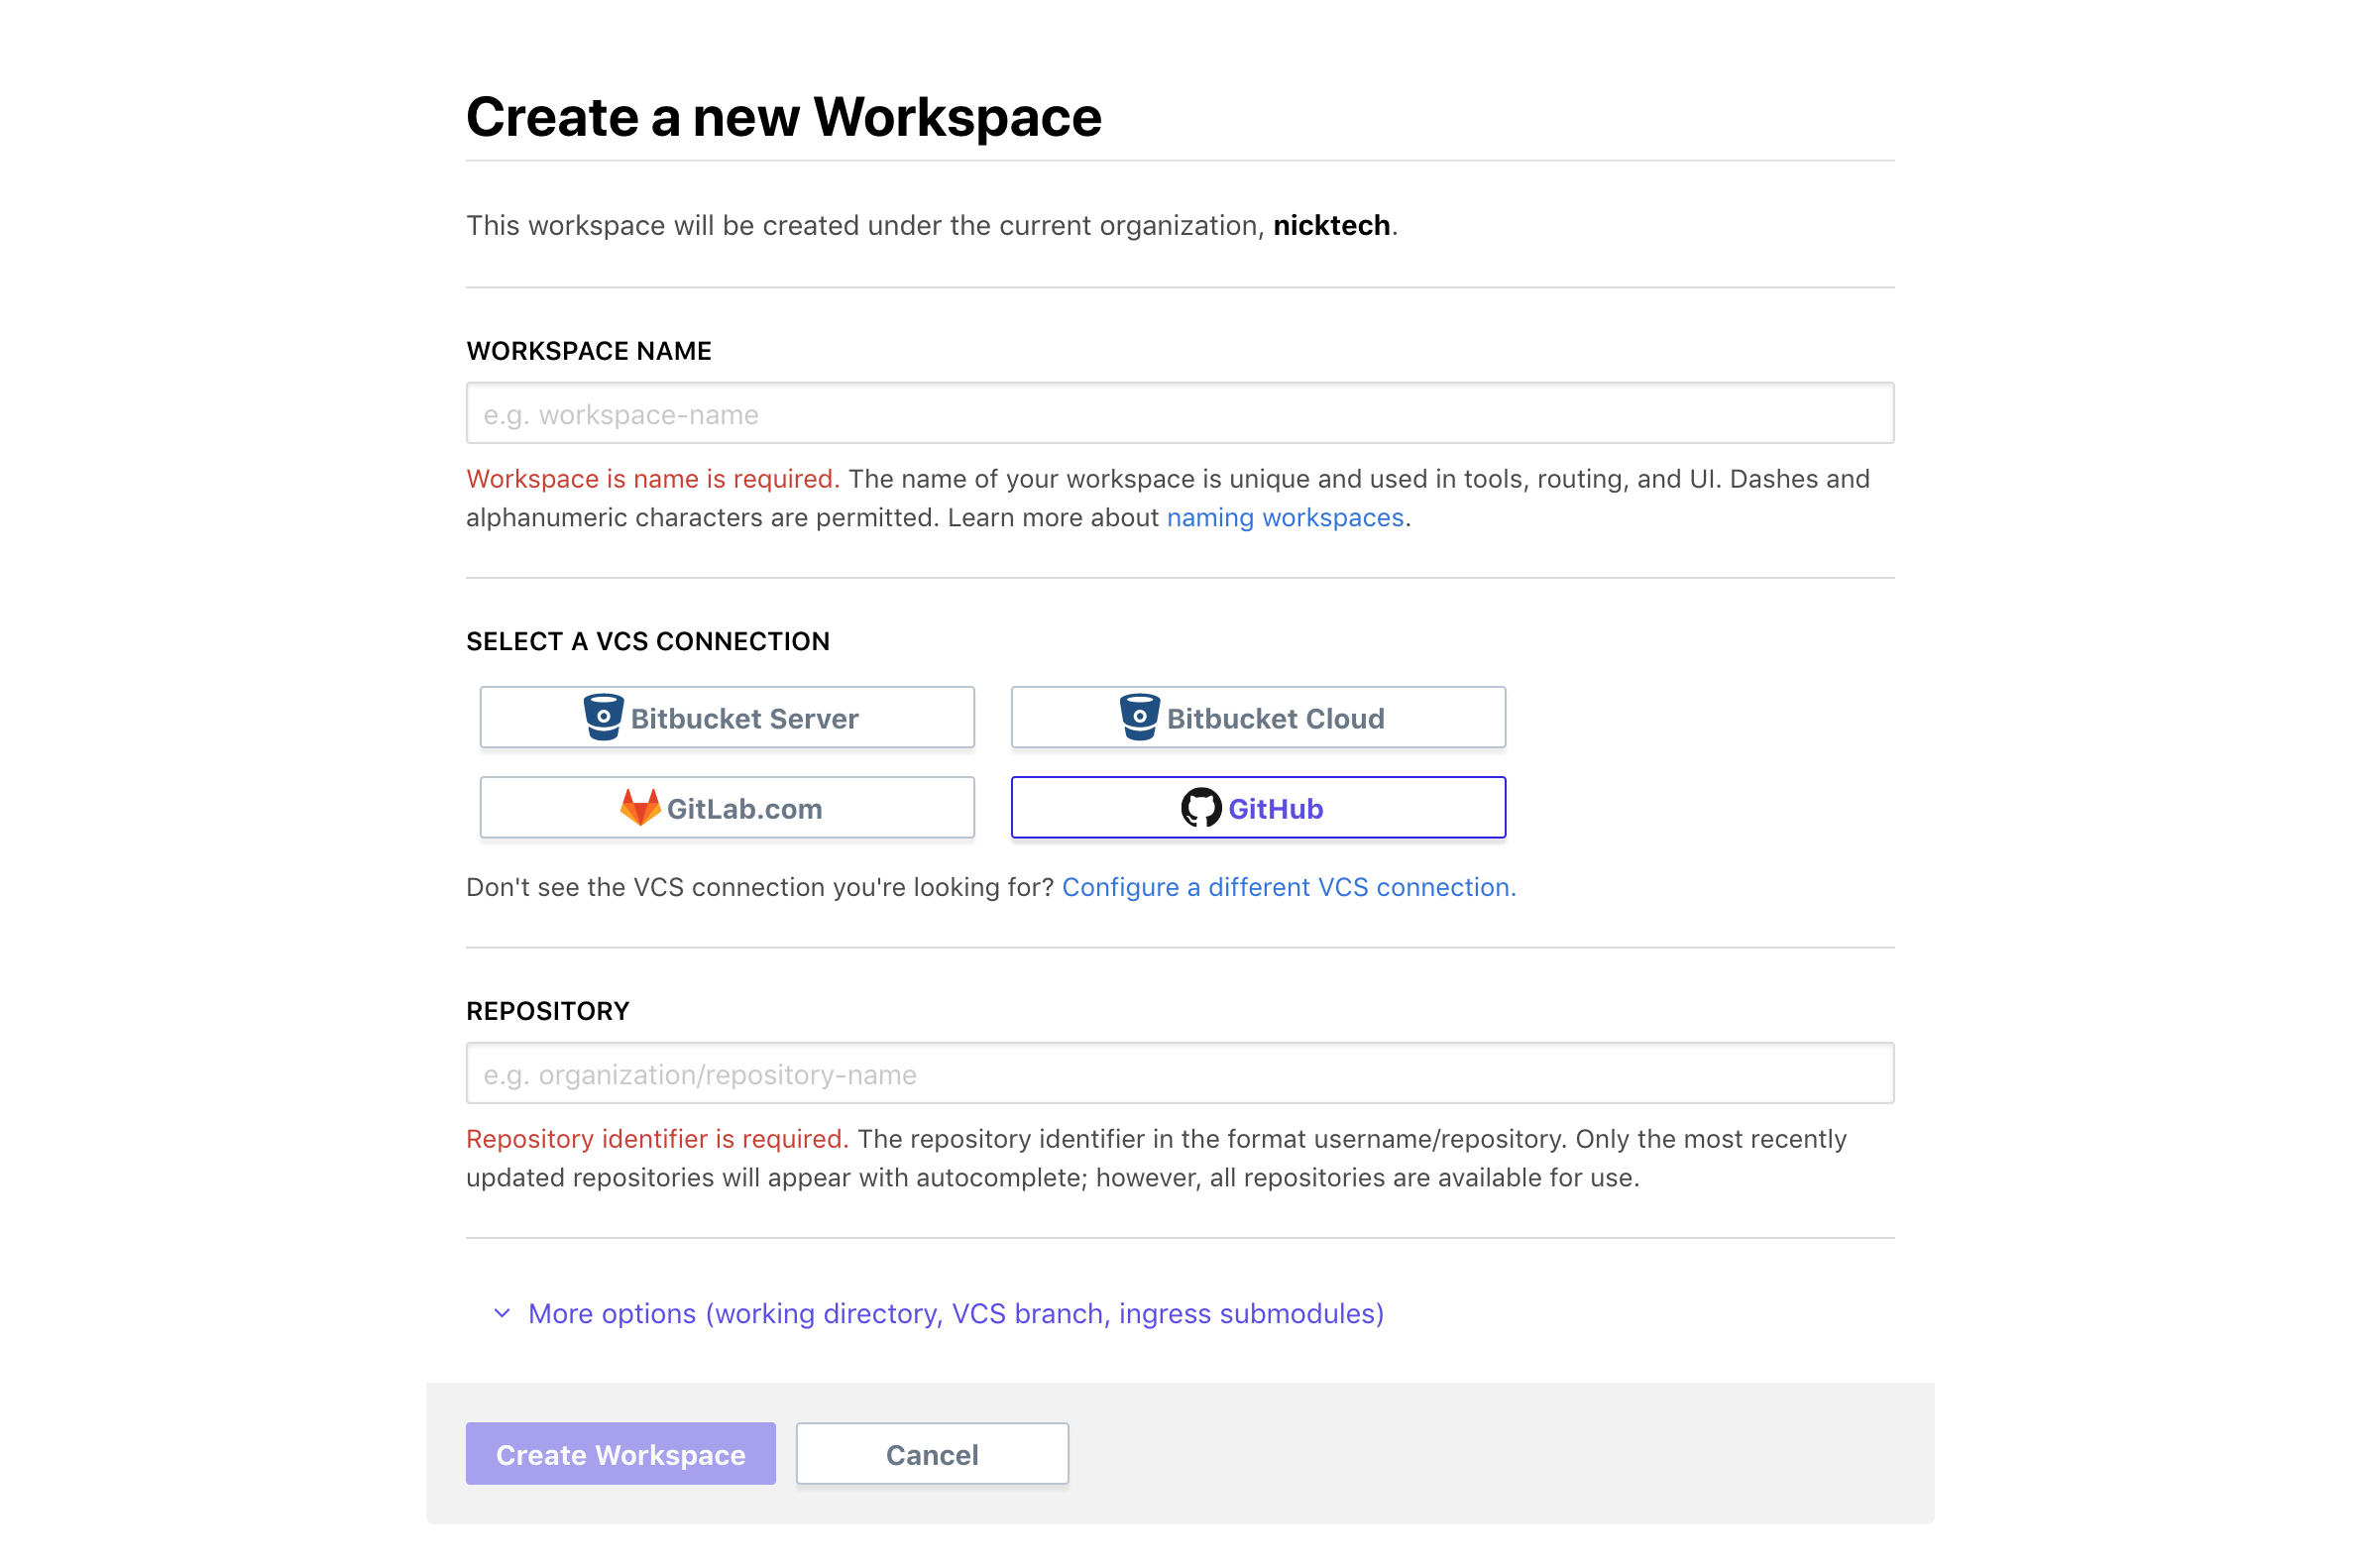 Create a new Workspace
This workspace will be created under the current organization, nicktech.
WORKSPACE NAME
e.g. workspace-name
Workspace is name is required. The name of your workspace is unique and used in tools, routing, and UI. Dashes and
alphanumeric characters are permitted. Learn more about naming workspaces.
SELECT A VCS CONNECTION
Bitbucket Server
Bitbucket Cloud
GitLab.com
GitHub
Don't see the VCS connection you're looking for? Configure a different VCS connection.
REPOSITORY
e.g. organization/repository-name
Repository identifier is required. The repository identifier in the format username/repository. Only the most recently
updated repositories will appear with autocomplete; however, all repositories are available for use.
More options (working directory, VCS branch, ingress submodules)
Create Workspace
Cancel